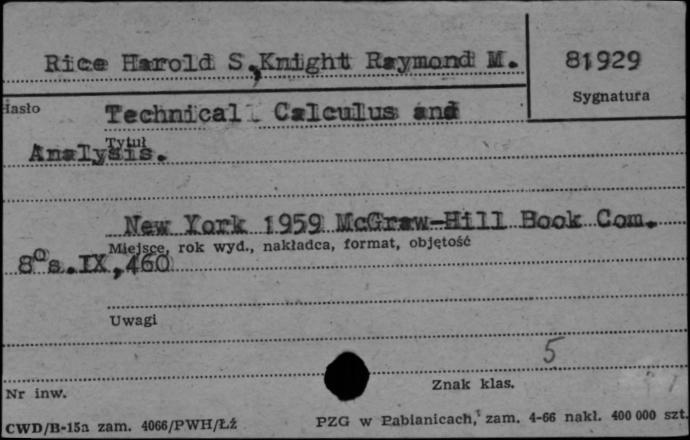 Rice Harold S.,Knight Raymond M.
81929
Sygnatura
Hasło
Technical Calculus and
Tytuł
Analysis.
New York 1959 McGraw-Hill Book Com.
Miejsce, rok wyd., nakładca, format, objętość
8° s.IX,460
Uwagi
5
Nr inw.
Znak klas.
CWD/B-15a zam. 4066/PWH/Łź
PZG w Pabianicach, zam. 4-66 nakł. 400 000 szt.